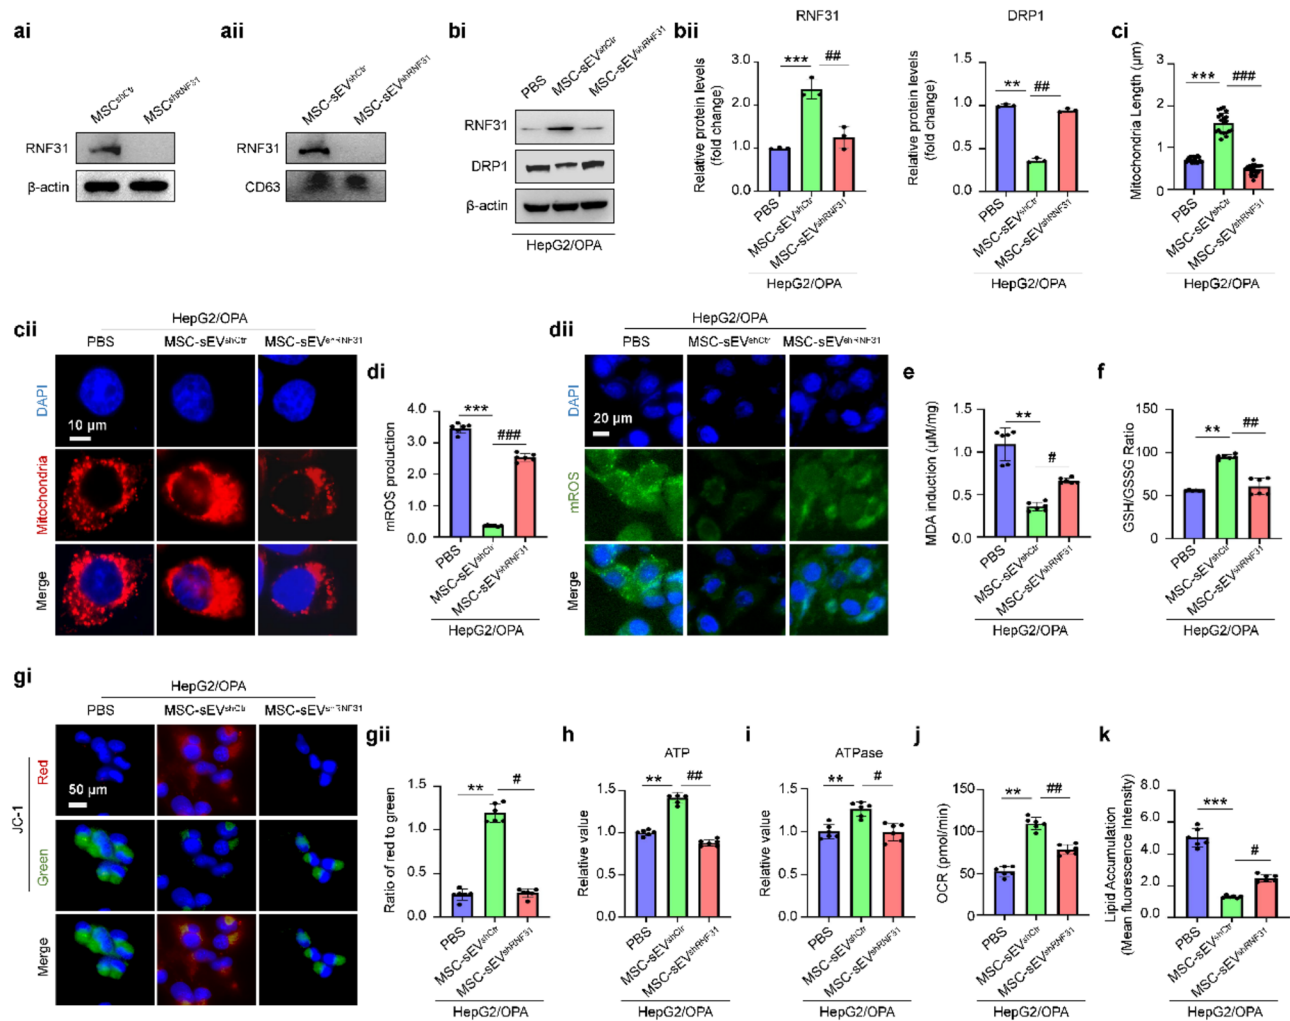 ai
MSCshCtr
MSCshRNF31
RNF31
β-actin
aii
MSC-sEVshCtr
MSC-sEVshRNF31
RNF31
CD63
bi
PBS
MSC-sEVshCtr
MSC-sEVshRNF31
RNF31
DRP1
β-actin
HepG2/OPA
bii
RNF31
Relative protein levels
(fold change)
3.0
2.0
1.0
0.0
***
##
PBS
MSC-sEVshCtr
MSC-sEVshRNF31
HepG2/OPA
DRP1
Relative protein levels
(fold change)
1.5
1.0
0.5
0.0
**
##
PBS
MSC-sEVshCtr
MSC-sEVshRNF31
HepG2/OPA
ci
Mitochondria Length (μm)
3
2
1
0
***
###
PBS
MSC-sEVshCtr
MSC-sEVshRNF31
HepG2/OPA
cii
HepG2/OPA
PBS
MSC-sEVshCtr
MSC-sEVshRNF31
DAPI
10 μm
Mitochondria
Merge
di
mROS production
4.0
3.0
2.0
1.0
0.0
***
###
PBS
MSC-sEVshCtr
MSC-sEVshRNF31
HepG2/OPA
dii
HepG2/OPA
PBS
MSC-sEVshCtr
MSC-sEVshRNF31
DAPI
20 μm
mROS
Merge
e
MDA induction (μM/mg)
1.5
1.0
0.5
0.0
**
#
PBS
MSC-sEVshCtr
MSC-sEVshRNF31
HepG2/OPA
f
GSH/GSSG Ratio
150
100
50
0
**
##
PBS
MSC-sEVshCtr
MSC-sEVshRNF31
HepG2/OPA
gi
HepG2/OPA
PBS
MSC-sEVshCtr
MSC-sEVshRNF31
JC-1
Red
50 μm
Green
Merge
gii
Ratio of red to green
1.5
1.0
0.5
0.0
**
#
PBS
MSC-sEVshCtr
MSC-sEVshRNF31
HepG2/OPA
h
ATP
Relative value
1.5
1.0
0.5
0.0
**
##
PBS
MSC-sEVshCtr
MSC-sEVshRNF31
HepG2/OPA
i
ATPase
Relative value
1.5
1.0
0.5
0.0
**
#
PBS
MSC-sEVshCtr
MSC-sEVshRNF31
HepG2/OPA
j
OCR (pmol/min)
150
100
50
0
**
##
PBS
MSC-sEVshCtr
MSC-sEVshRNF31
HepG2/OPA
k
Lipid Accumulation
(Mean fluorescence Intensity)
8.0
6.0
4.0
2.0
0.0
***
#
PBS
MSC-sEVshCtr
MSC-sEVshRNF31
HepG2/OPA